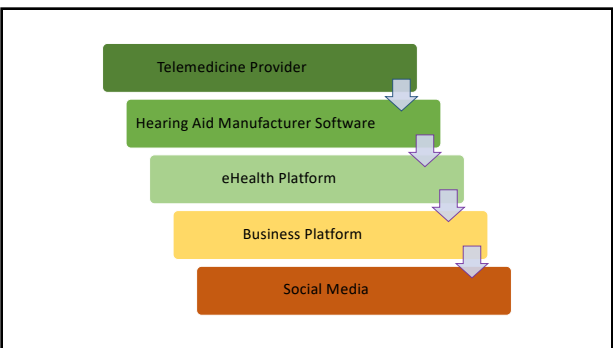 Telemedicine Provider
Hearing Aid Manufacturer Software
eHealth Platform
Business Platform
Social Media